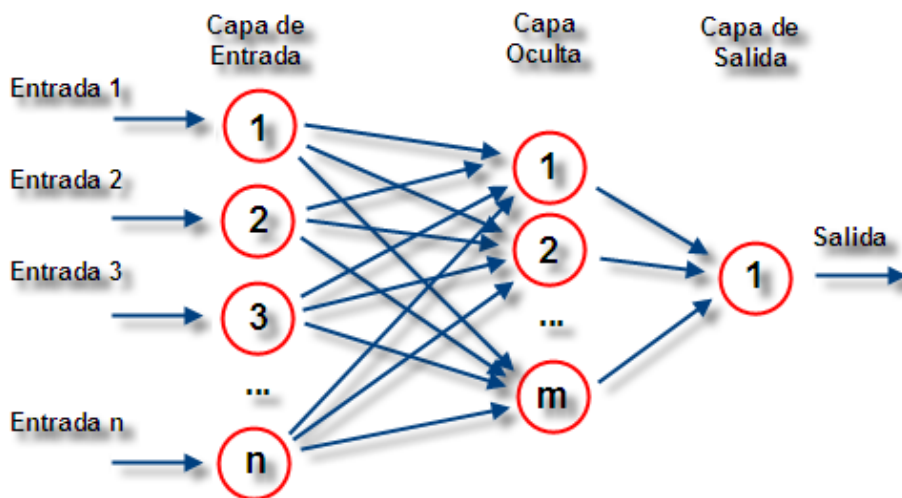 Capa de
Entrada
Capa
Oculta
Capa de
Salida
Entrada 1
1
Entrada 2
2
Entrada 3
3
...
Entrada n
n
1
2
...
m
1
Salida